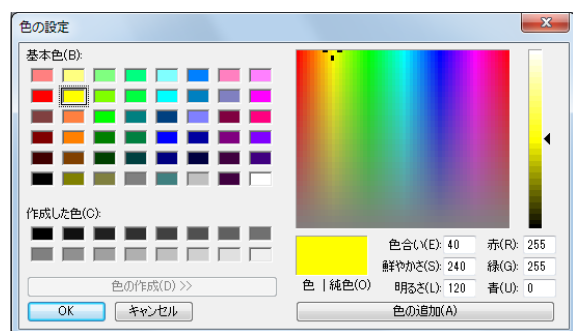 色の設定
基本色(B):
作成した色(C):
色の作成(D) >>
OK キャンセル
色 | 純色(O)
色合い(E): 40 赤(R): 255
鮮やかさ(S): 240 緑(G): 255
明るさ(L): 120 青(U): 0
色の追加(A)